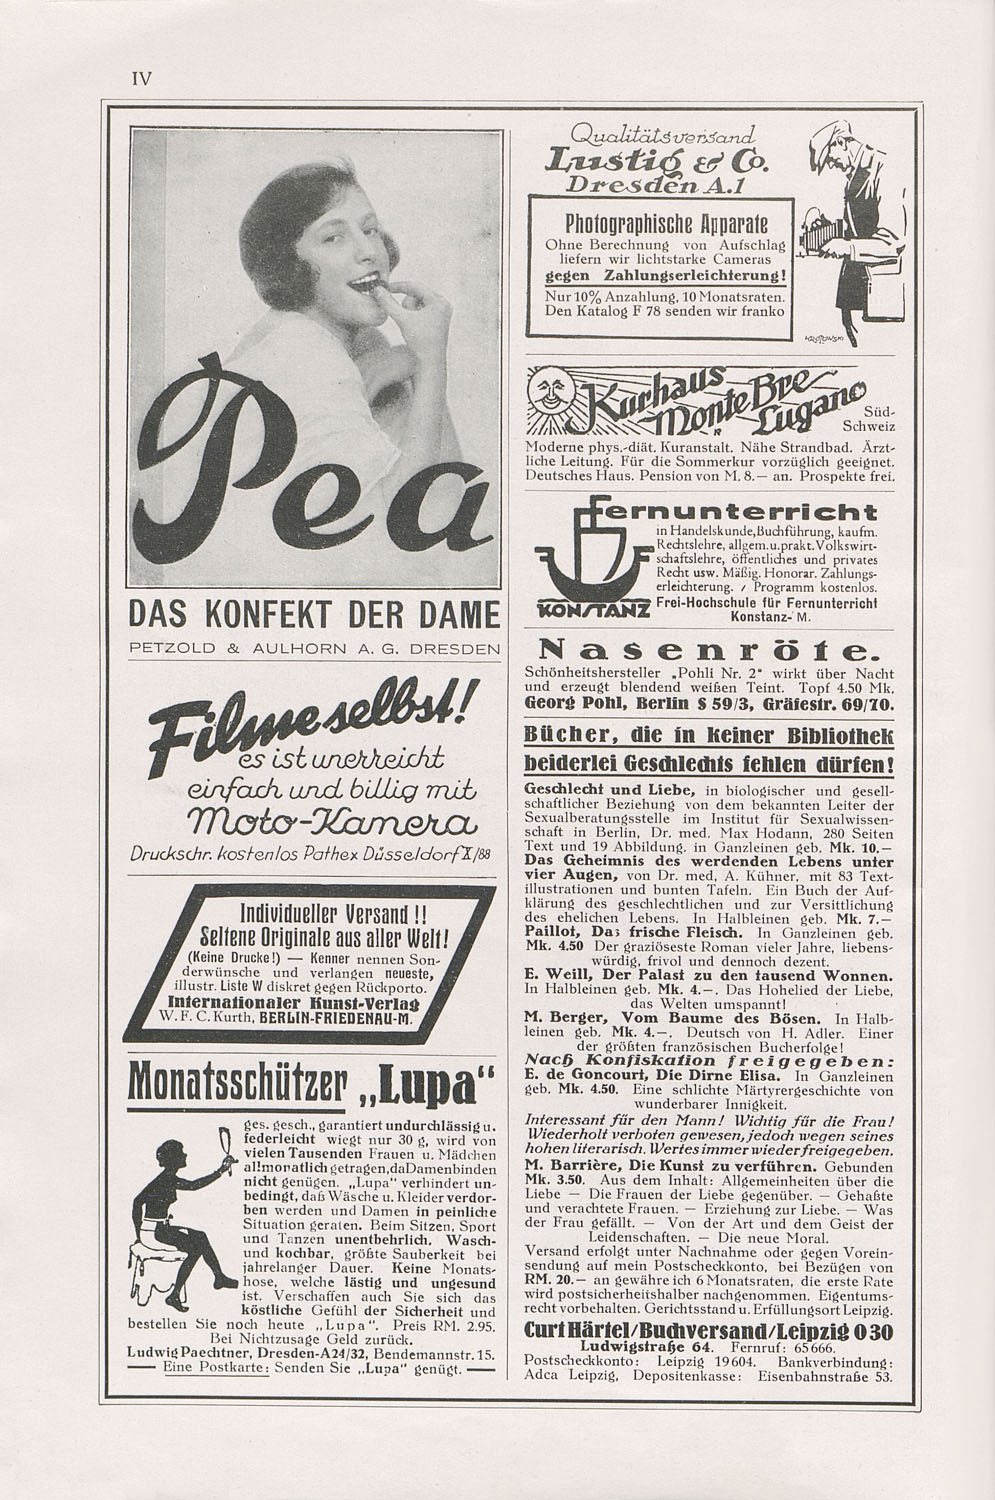 IV
Pea
DAS KONFEKT DER DAME
PETZOLD & AULHORN A. G. DRESDEN
Filme selbst!
es ist unerreicht
einfach und billig mit
Moto-Kamera
Druckschr. kostenlos Pathex Düsseldorf X/88
Individueller Versand !!
Seltene Originale aus aller Welt!
(Keine Drucke!) — Kenner nennen Son-
derwünsche und verlangen neueste,
illustr. Liste W diskret gegen Rückporto.
Internationaler Kunst-Verlag
W. F. C. Kurth, BERLIN-FRIEDENAU-M.
Monatsschützer „Lupa“
ges. gesch., garantiert undurchlässig u.
federleicht wiegt nur 30 g, wird von
vielen Tausenden Frauen u. Mädchen
allmonatlich getragen, da Damenbinden
nicht genügen. „Lupa“ verhindert un-
bedingt, daß Wäsche u. Kleider verdor-
ben werden und Damen in peinliche
Situation geraten. Beim Sitzen, Sport
und Tanzen unentbehrlich. Wasch-
und kochbar, größte Sauberkeit bei
jahrelanger Dauer. Keine Monats-
hose, welche lästig und ungesund
ist. Verschaffen auch Sie sich das
köstliche Gefühl der Sicherheit und
bestellen Sie noch heute „Lupa“. Preis RM. 2.95.
Bei Nichtzusage Geld zurück.
Ludwig Paechtner, Dresden-A24/32, Bendemannstr. 15.
— Eine Postkarte: Senden Sie „Lupa“ genügt. —
Qualitätsversand
Lustig & Co.
Dresden A.1
Photographische Apparate
Ohne Berechnung von Aufschlag
liefern wir lichtstarke Cameras
gegen Zahlungserleichterung!
Nur 10% Anzahlung, 10 Monatsraten.
Den Katalog F 78 senden wir franko
Kurhaus
Monte Bre-
Lugano
Süd-
Schweiz
Moderne phys.-diät. Kuranstalt. Nähe Strandbad. Ärzt-
liche Leitung. Für die Sommerkur vorzüglich geeignet.
Deutsches Haus. Pension von M. 8.— an. Prospekte frei.
Fernunterricht
in Handelskunde, Buchführung, kaufm.
Rechtslehre, allgem. u. prakt. Volkswirt-
schaftslehre, öffentliches und privates
Recht usw. Mäßig. Honorar. Zahlungs-
erleichterung. / Programm kostenlos.
KONSTANZ
Frei-Hochschule für Fernunterricht
Konstanz-M.
Nasenröte.
Schönheitshersteller „Pohli Nr. 2“ wirkt über Nacht
und erzeugt blendend weißen Teint. Topf 4.50 Mk.
Georg Pohl, Berlin S 59/3, Gräfestr. 69/70.
Bücher, die in keiner Bibliothek
beiderlei Geschlechts fehlen dürfen!
Geschlecht und Liebe, in biologischer und gesell-
schaftlicher Beziehung von dem bekannten Leiter der
Sexualberatungsstelle im Institut für Sexualwissen-
schaft in Berlin, Dr. med. Max Hodann, 280 Seiten
Text und 19 Abbildung. in Ganzleinen geb. Mk. 10.—
Das Geheimnis des werdenden Lebens unter
vier Augen, von Dr. med. A. Kühner, mit 83 Text-
illustrationen und bunten Tafeln. Ein Buch der Auf-
klärung des geschlechtlichen und zur Versittlichung
des ehelichen Lebens. In Halbleinen geb. Mk. 7.—
Paillot, Das frische Fleisch. In Ganzleinen geb.
Mk. 4.50 Der graziöseste Roman vieler Jahre, liebens-
würdig, frivol und dennoch dezent.
E. Weill, Der Palast zu den tausend Wonnen.
In Halbleinen geb. Mk. 4.—. Das Hohelied der Liebe,
das Welten umspannt!
M. Berger, Vom Baume des Bösen. In Halb-
leinen geb. Mk. 4.—. Deutsch von H. Adler. Einer
der größten französischen Bucherfolge!
Nach Konfiskation freigegeben:
E. de Goncourt, Die Dirne Elisa. In Ganzleinen
geb. Mk. 4.50. Eine schlichte Märtyrergeschichte von
wunderbarer Innigkeit.
Interessant für den Mann! Wichtig für die Frau!
Wiederholt verboten gewesen, jedoch wegen seines
hohen literarisch. Wertes immer wieder freigegeben.
M. Barrière, Die Kunst zu verführen. Gebunden
Mk. 3.50. Aus dem Inhalt: Allgemeinheiten über die
Liebe — Die Frauen der Liebe gegenüber. — Gehaßte
und verachtete Frauen. — Erziehung zur Liebe. — Was
der Frau gefällt. — Von der Art und dem Geist der
Leidenschaften. — Die neue Moral.
Versand erfolgt unter Nachnahme oder gegen Vorein-
sendung auf mein Postscheckkonto, bei Bezügen von
RM. 20.— an gewähre ich 6 Monatsraten, die erste Rate
wird postsicherheitshalber nachgenommen. Eigentums-
recht vorbehalten. Gerichtsstand u. Erfüllungsort Leipzig.
Curt Härtel/Buchversand/Leipzig O 30
Ludwigstraße 64. Fernruf: 65666.
Postscheckkonto: Leipzig 19604. Bankverbindung:
Adca Leipzig, Depositenkasse: Eisenbahnstraße 53.